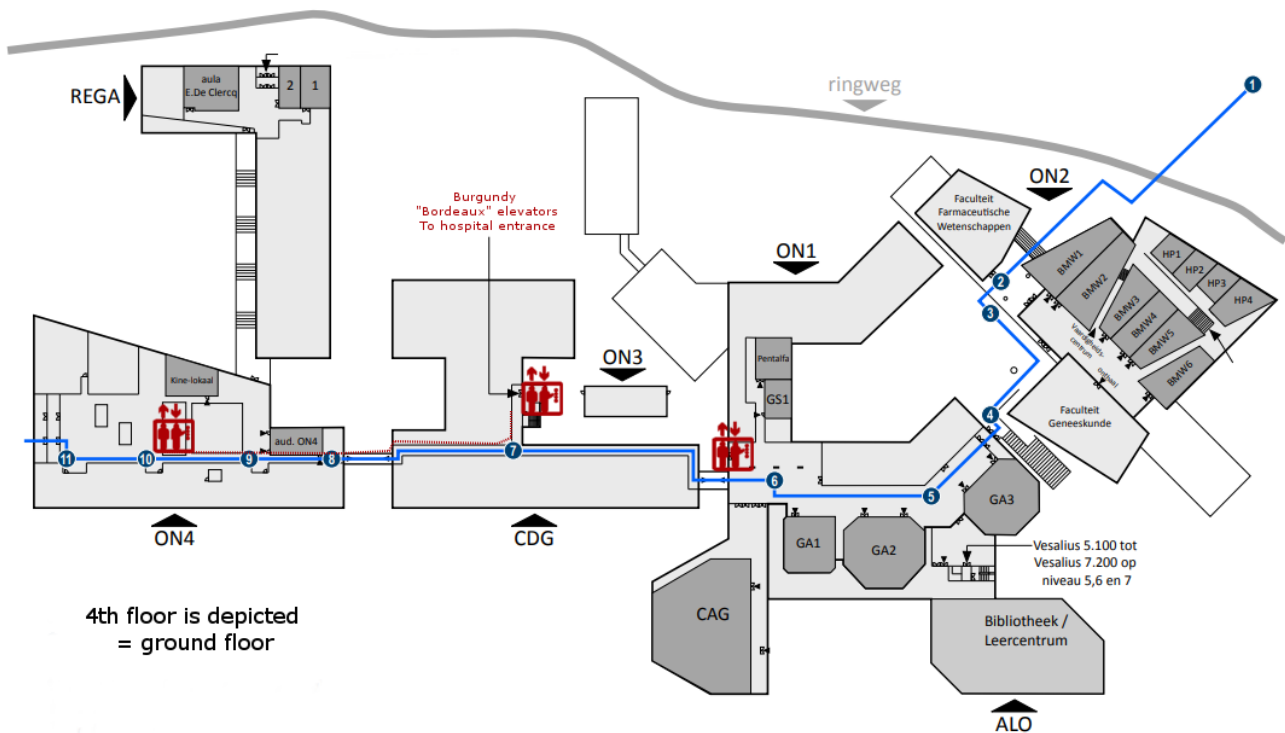 ringweg
1
REGA
aula
E.De Clercq
2
1
Burgundy
"Bordeaux" elevators
To hospital entrance
ON2
Faculteit
Farmaceutische
Wetenschappen
HP1
HP2
HP3
HP4
BMW1
BMW2
BMW3
BMW4
BMW5
BMW6
Vaardigheids-
centrum
onthaal
ON1
2
3
ON3
Pentalfa
GS1
Kine-lokaal
aud. ON4
4
Faculteit
Geneeskunde
11
10
9
8
7
6
5
GA3
GA1
GA2
ON4
CDG
Vesalius 5.100 tot
Vesalius 7.200 op
niveau 5,6 en 7
CAG
Bibliotheek /
Leercentrum
4th floor is depicted
= ground floor
ALO